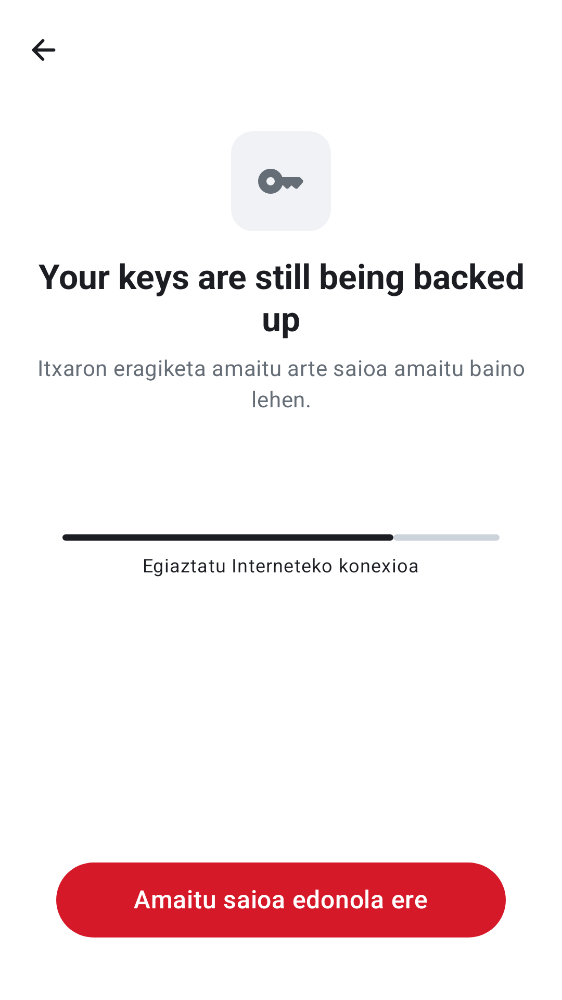 Your keys are still being backed
up
Itxaron eragiketa amaitu arte saioa amaitu baino
lehen.
Egiaztatu Interneteko konexioa
Amaitu saioa edonola ere